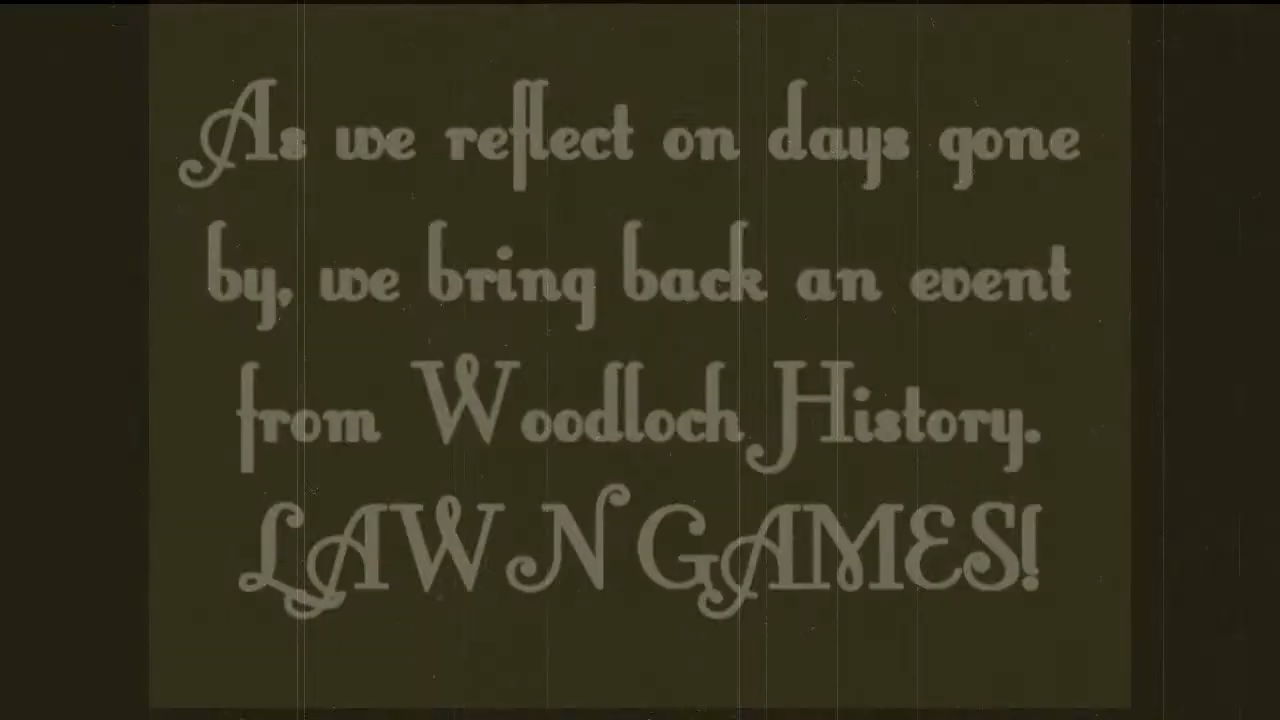 As we reflect on days gone
by, we bring back an event
from Woodloch History.
LAWN GAMES!